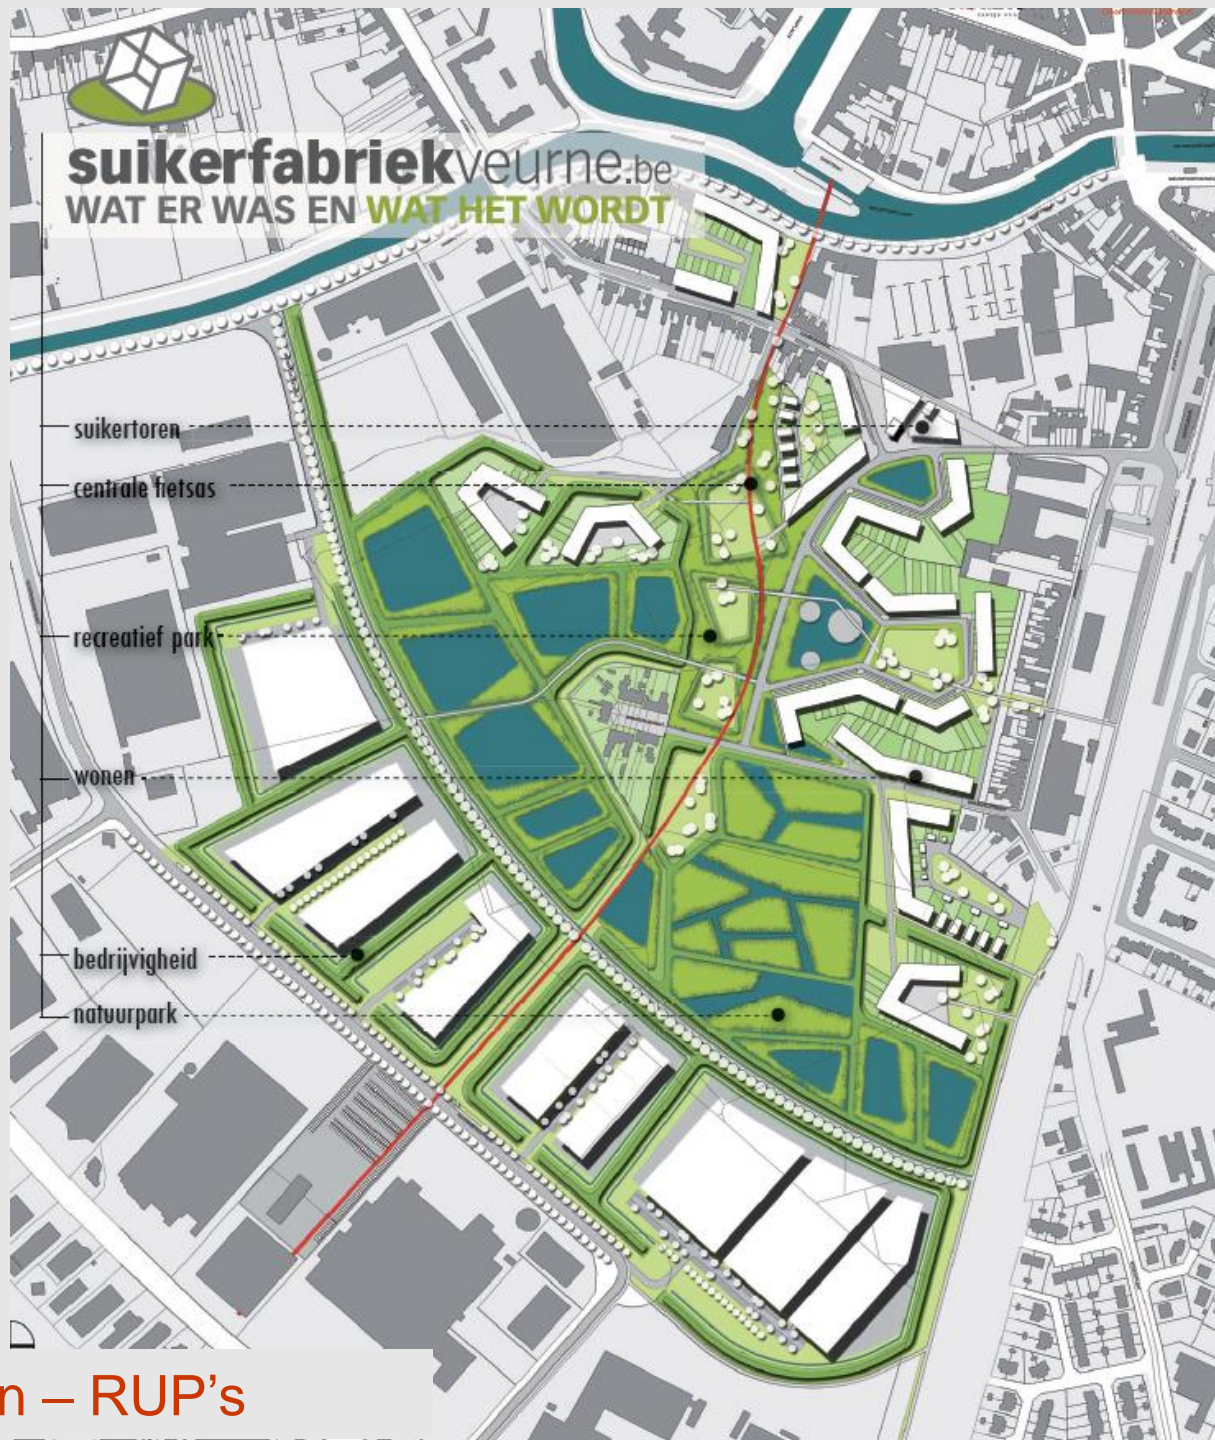 suikerfabriekveurne.be
WAT ER WAS EN WAT HET WORDT
suikertoren
centrale fietsas
recreatief park
wonen
bedrijvigheid
natuurpark
n – RUP's